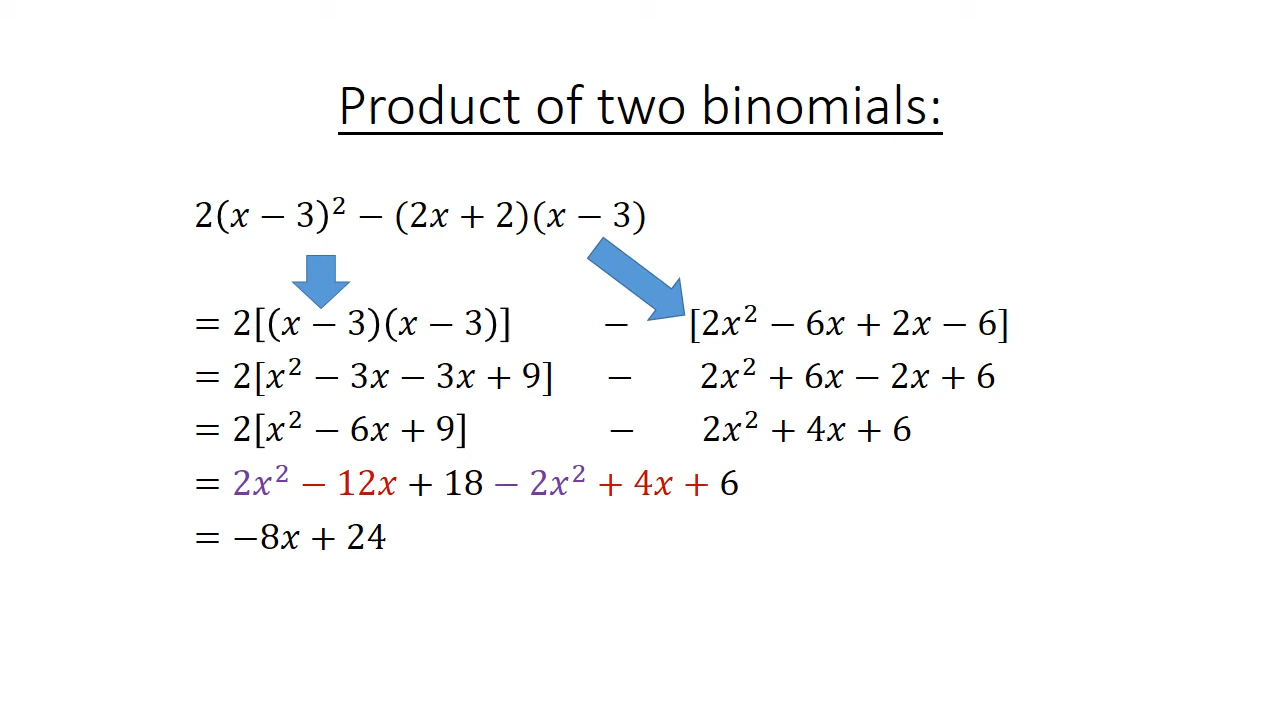 Product of two binomials:
2(x − 3)² − (2x + 2)(x − 3)
= 2[(x − 3)(x − 3)] − [2x² − 6x + 2x − 6]
= 2[x² − 3x − 3x + 9] − 2x² + 6x − 2x + 6
= 2[x² − 6x + 9] − 2x² + 4x + 6
= 2x² − 12x + 18 − 2x² + 4x + 6
= −8x + 24